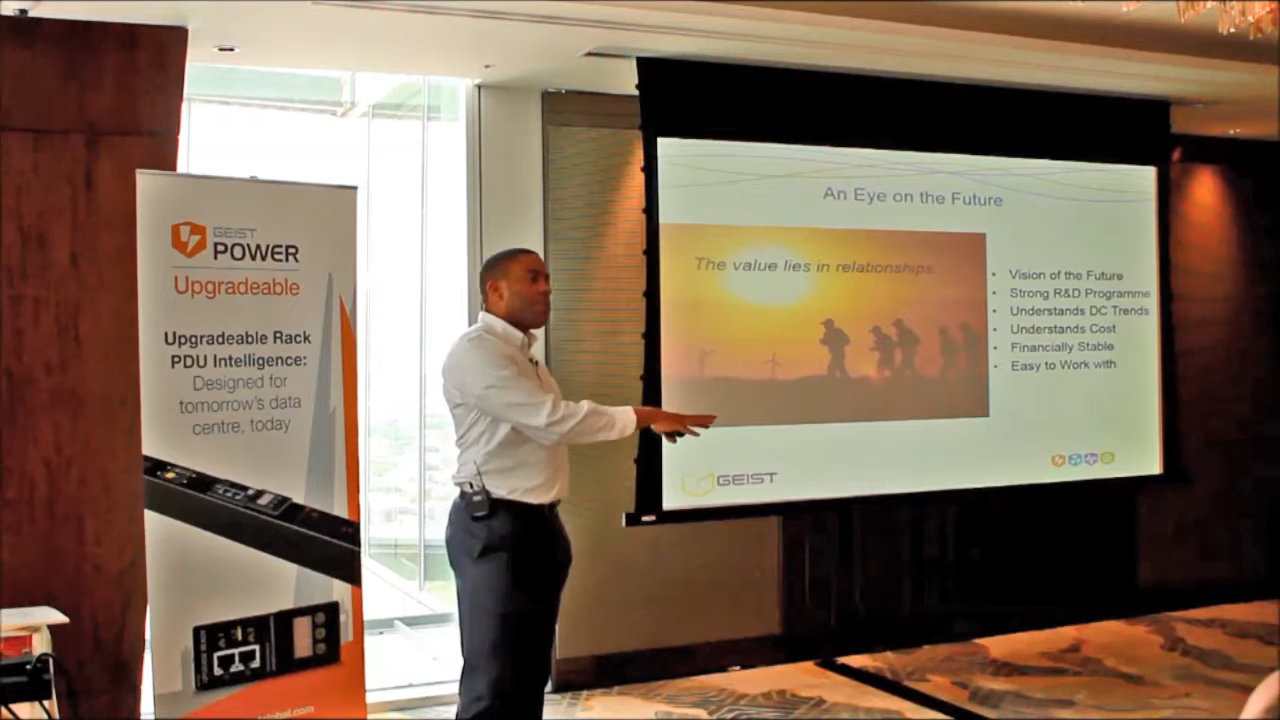 GEIST
POWER
Upgradeable
Upgradeable Rack
PDU Intelligence:
Designed for
tomorrow's data
centre, today
An Eye on the Future
The value lies in relationships.
• Vision of the Future
• Strong R&D Programme
• Understands DC Trends
• Understands Cost
• Financially Stable
• Easy to Work with
GEIST